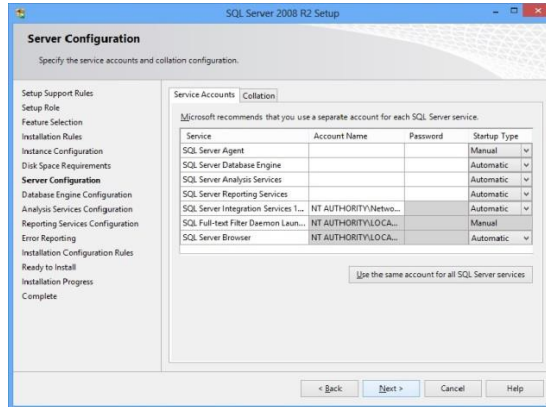 SQL Server 2008 R2 Setup
Server Configuration
Specify the service accounts and collation configuration.
Setup Support Rules
Setup Role
Feature Selection
Installation Rules
Instance Configuration
Disk Space Requirements
Server Configuration
Database Engine Configuration
Analysis Services Configuration
Reporting Services Configuration
Error Reporting
Installation Configuration Rules
Ready to Install
Installation Progress
Complete
Service Accounts Collation
Microsoft recommends that you use a separate account for each SQL Server service.
Service Account Name Password Startup Type
SQL Server Agent Manual
SQL Server Database Engine Automatic
SQL Server Analysis Services Automatic
SQL Server Reporting Services Automatic
SQL Server Integration Services 1... NT AUTHORITY\Netwo... Automatic
SQL Full-text Filter Daemon Laun... NT AUTHORITY\LOCA... Manual
SQL Server Browser NT AUTHORITY\LOCA... Automatic
Use the same account for all SQL Server services
< Back Next > Cancel Help